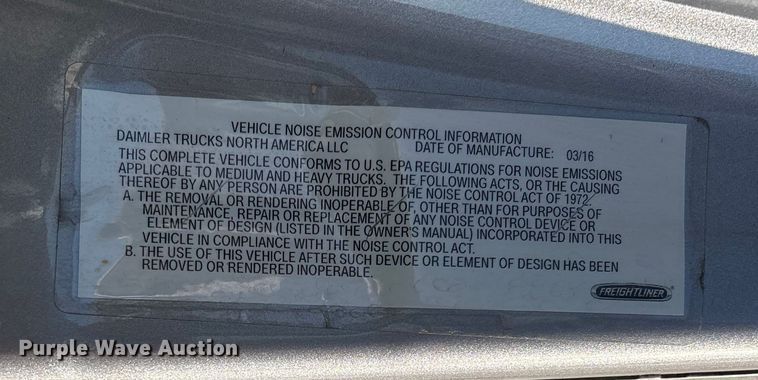 VEHICLE NOISE EMISSION CONTROL INFORMATION
DAIMLER TRUCKS NORTH AMERICA LLC DATE OF MANUFACTURE: 03/16
THIS COMPLETE VEHICLE CONFORMS TO U.S. EPA REGULATIONS FOR NOISE EMISSIONS
APPLICABLE TO MEDIUM AND HEAVY TRUCKS. THE FOLLOWING ACTS, OR THE CAUSING
THEREOF BY ANY PERSON ARE PROHIBITED BY THE NOISE CONTROL ACT OF 1972.
A. THE REMOVAL OR RENDERING INOPERABLE OF, OTHER THAN FOR PURPOSES OF
MAINTENANCE, REPAIR OR REPLACEMENT OF ANY NOISE CONTROL DEVICE OR
ELEMENT OF DESIGN (LISTED IN THE OWNER'S MANUAL) INCORPORATED INTO THIS
VEHICLE IN COMPLIANCE WITH THE NOISE CONTROL ACT.
B. THE USE OF THIS VEHICLE AFTER SUCH DEVICE OR ELEMENT OF DESIGN HAS BEEN
REMOVED OR RENDERED INOPERABLE.
FREIGHTLINER
Purple Wave Auction